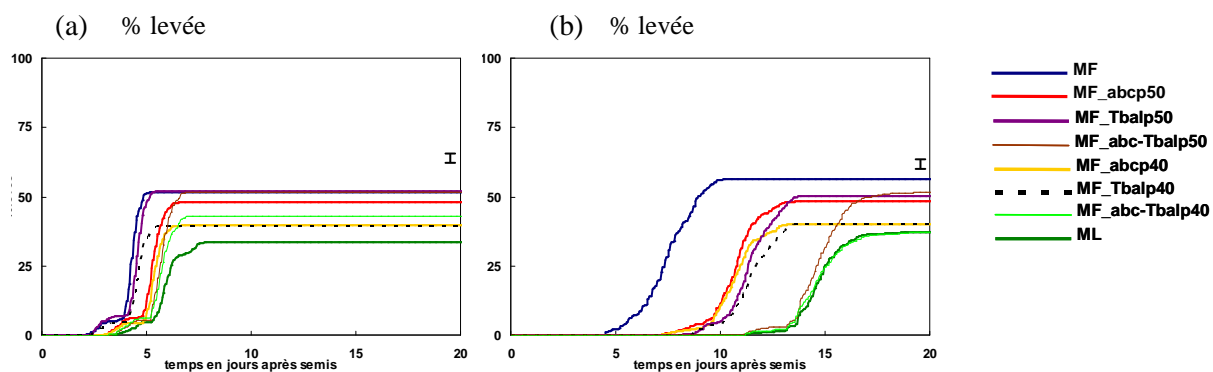 (a) % levée
(b) % levée
100
75
50
25
0
0 5 10 15 20
temps en jours après semis
100
75
50
25
0
0 5 10 15 20
temps en jours après semis
MF
MF_abcp50
MF_Tbalp50
MF_abc-Tbalp50
MF_abcp40
MF_Tbalp40
MF_abc-Tbalp40
ML